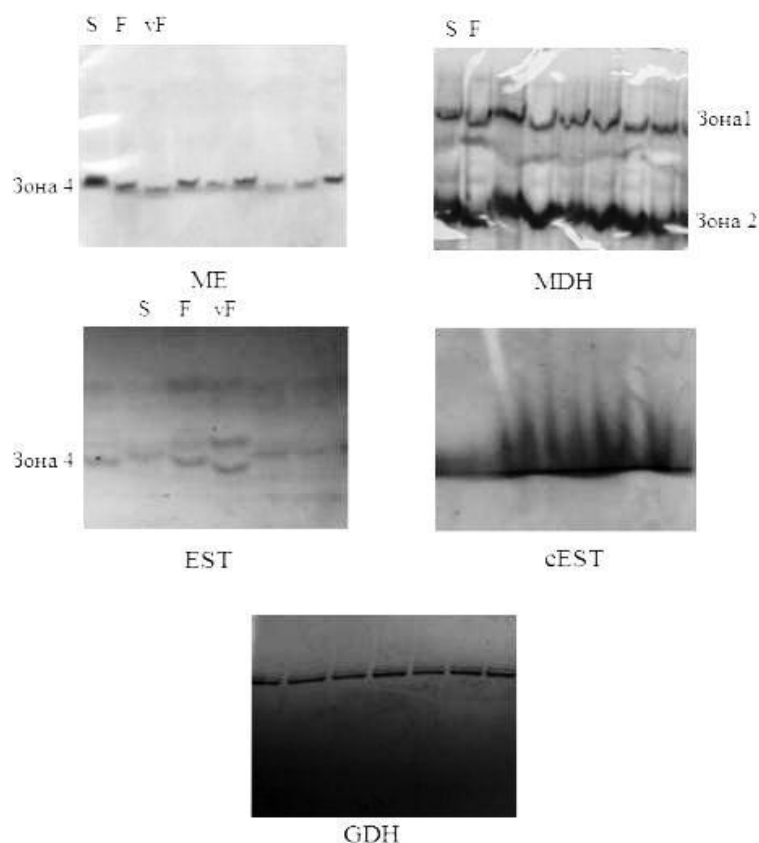 S F vF
S F
Зона 4
Зона1
Зона 2
ME
MDH
S F vF
Зона 4
EST
cEST
GDH